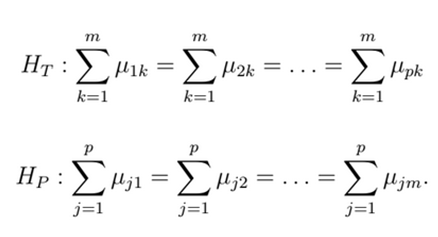 $H_T : \sum_{k=1}^{m} \mu_{1k} = \sum_{k=1}^{m} \mu_{2k} = \ldots = \sum_{k=1}^{m} \mu_{pk}$
$H_P : \sum_{j=1}^{p} \mu_{j1} = \sum_{j=1}^{p} \mu_{j2} = \ldots = \sum_{j=1}^{p} \mu_{jm}.$